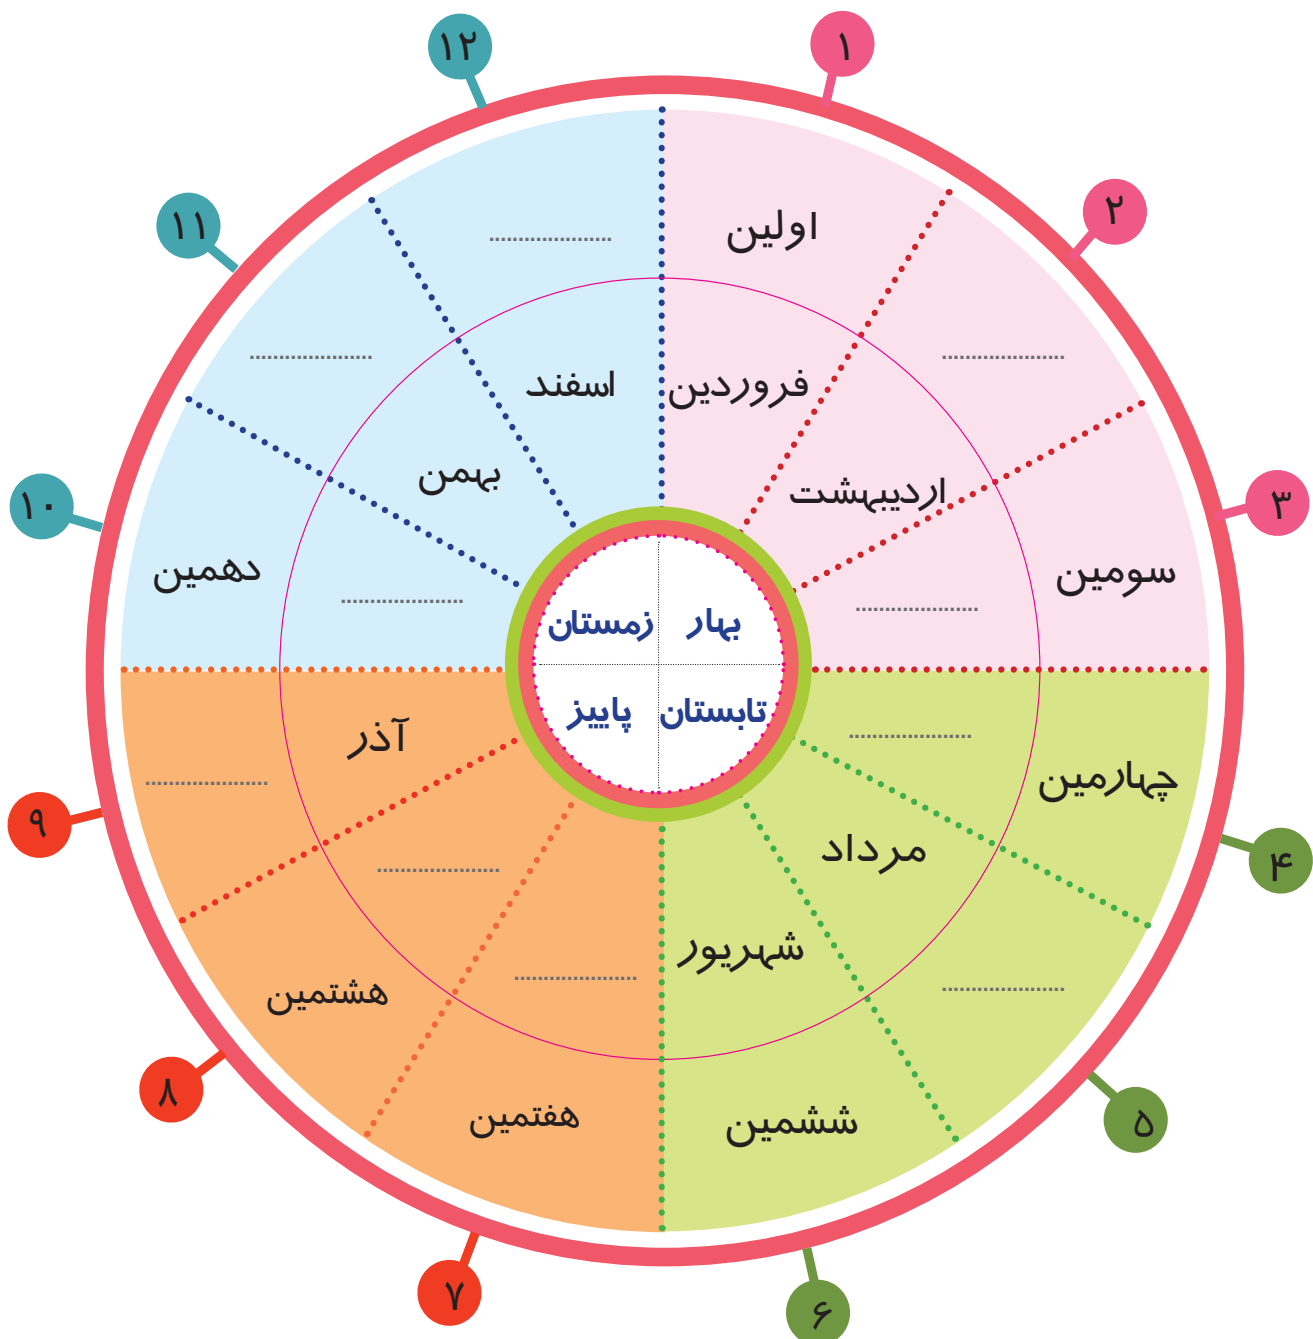 ۱
۲
۳
۴
۵
۶
۷
۸
۹
۱۰
۱۱
۱۲
اولین
....................
سومین
چهارمین
....................
ششمین
هفتمین
هشتمین
....................
دهمین
....................
....................
فروردین
اردیبهشت
....................
....................
مرداد
شهریور
....................
....................
آذر
....................
بهمن
اسفند
بهار
تابستان
پاییز
زمستان